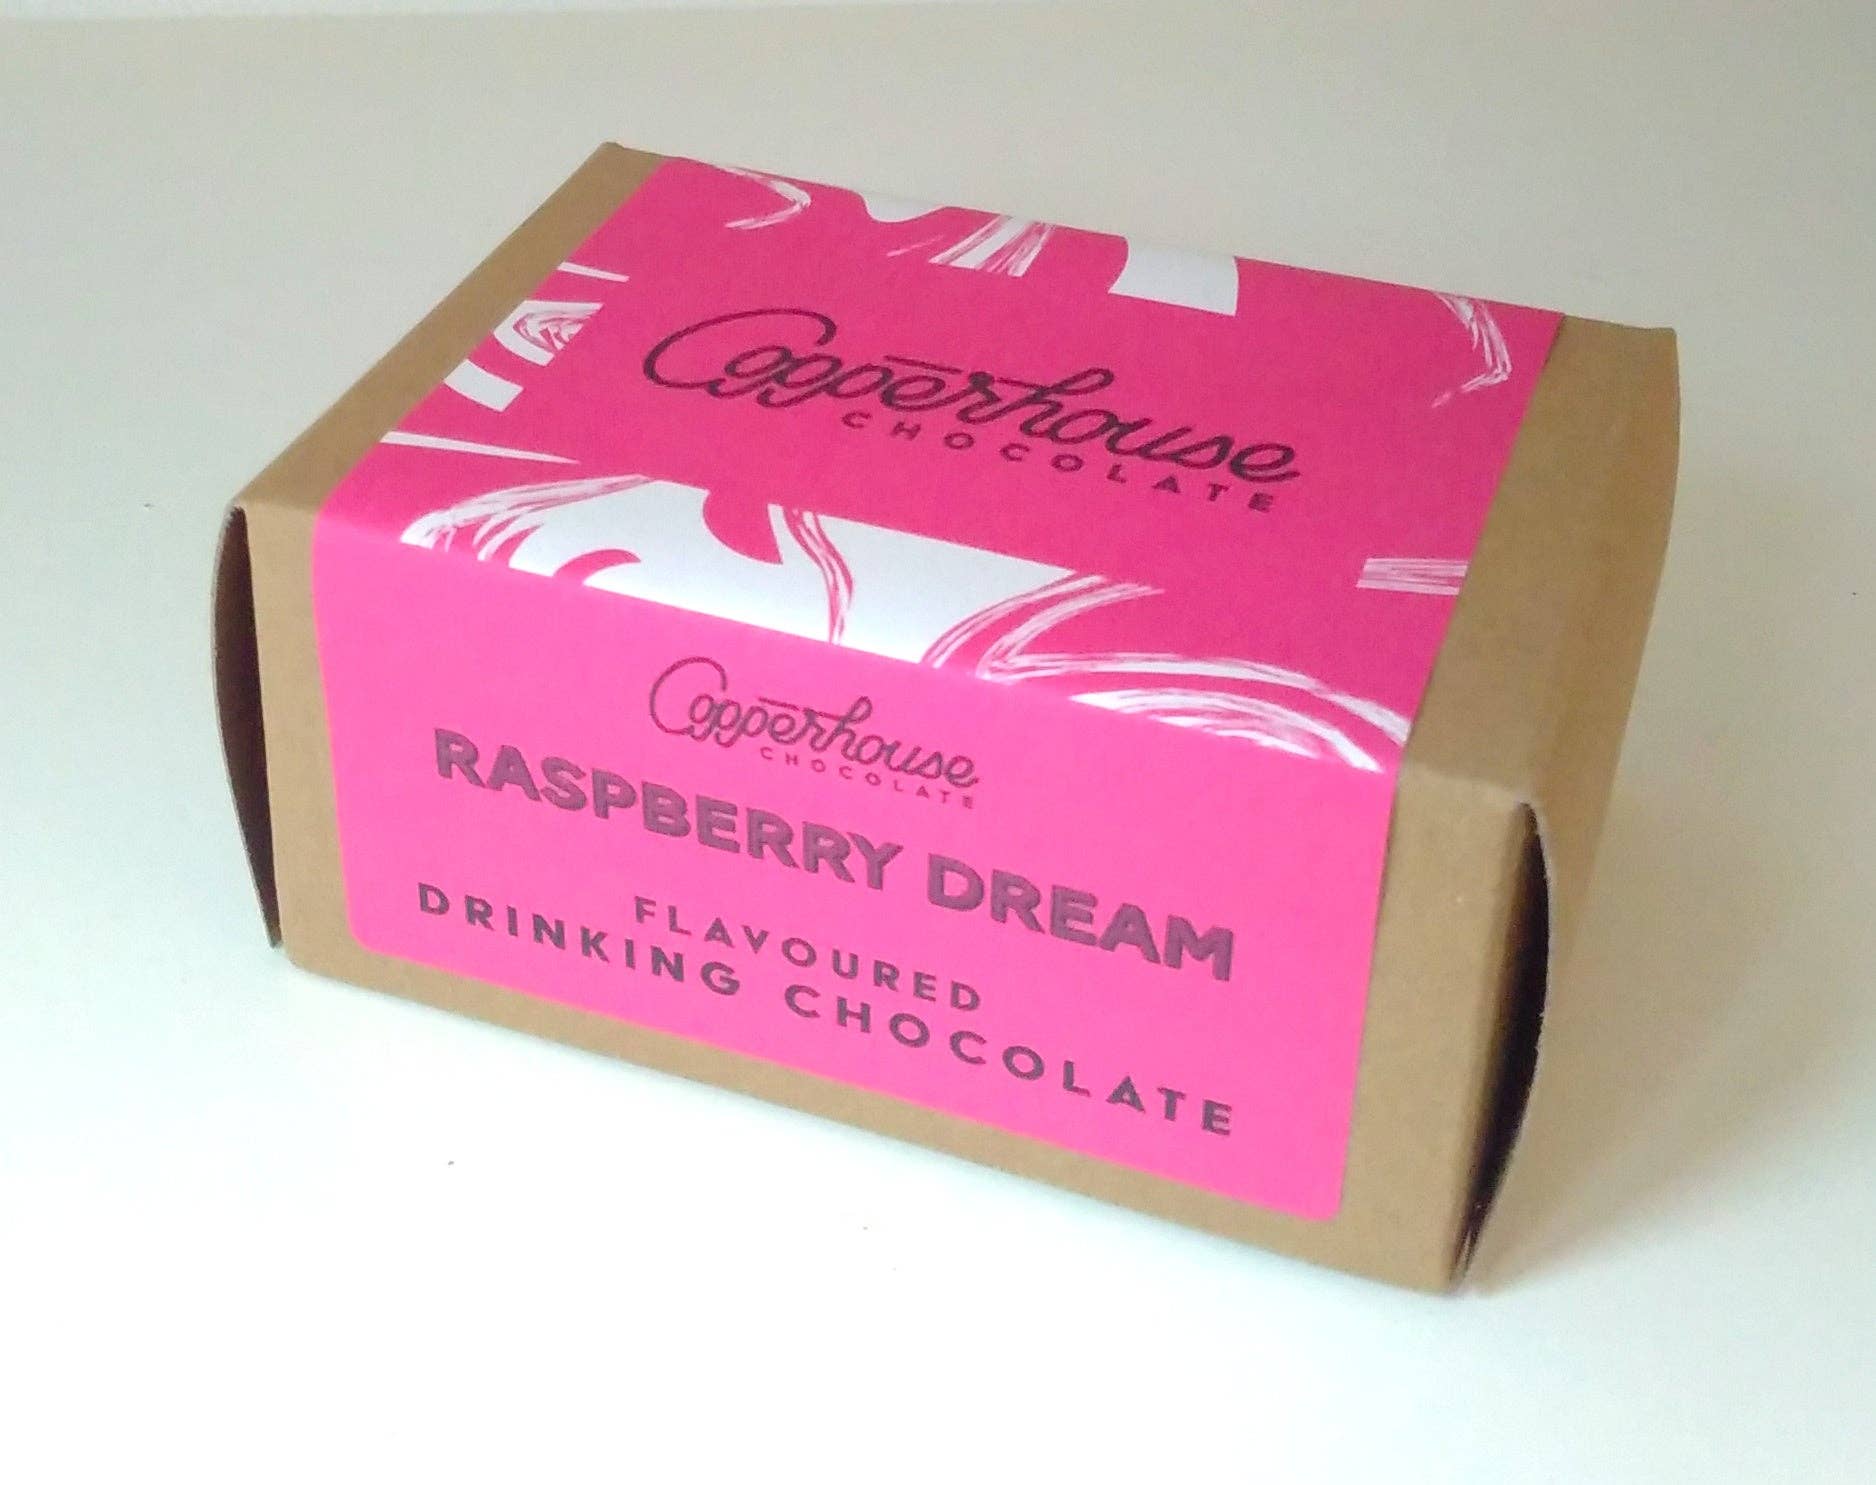 Copperhouse
CHOCOLATE
Copperhouse
CHOCOLATE
RASPBERRY DREAM
FLAVOURED
DRINKING CHOCOLATE